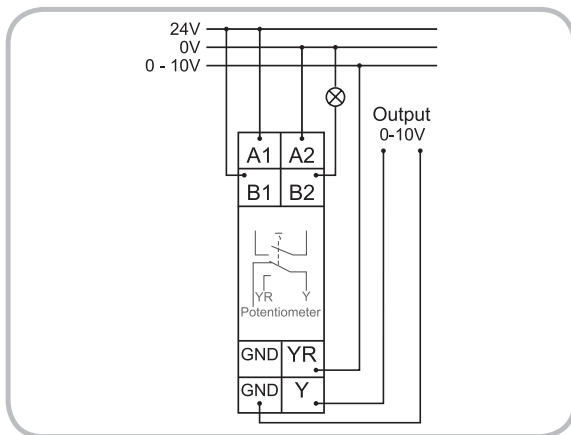 24V
0V
0 - 10V
Output
0-10V
A1 A2
B1 B2
YR Y
Potentiometer
GND YR
GND Y